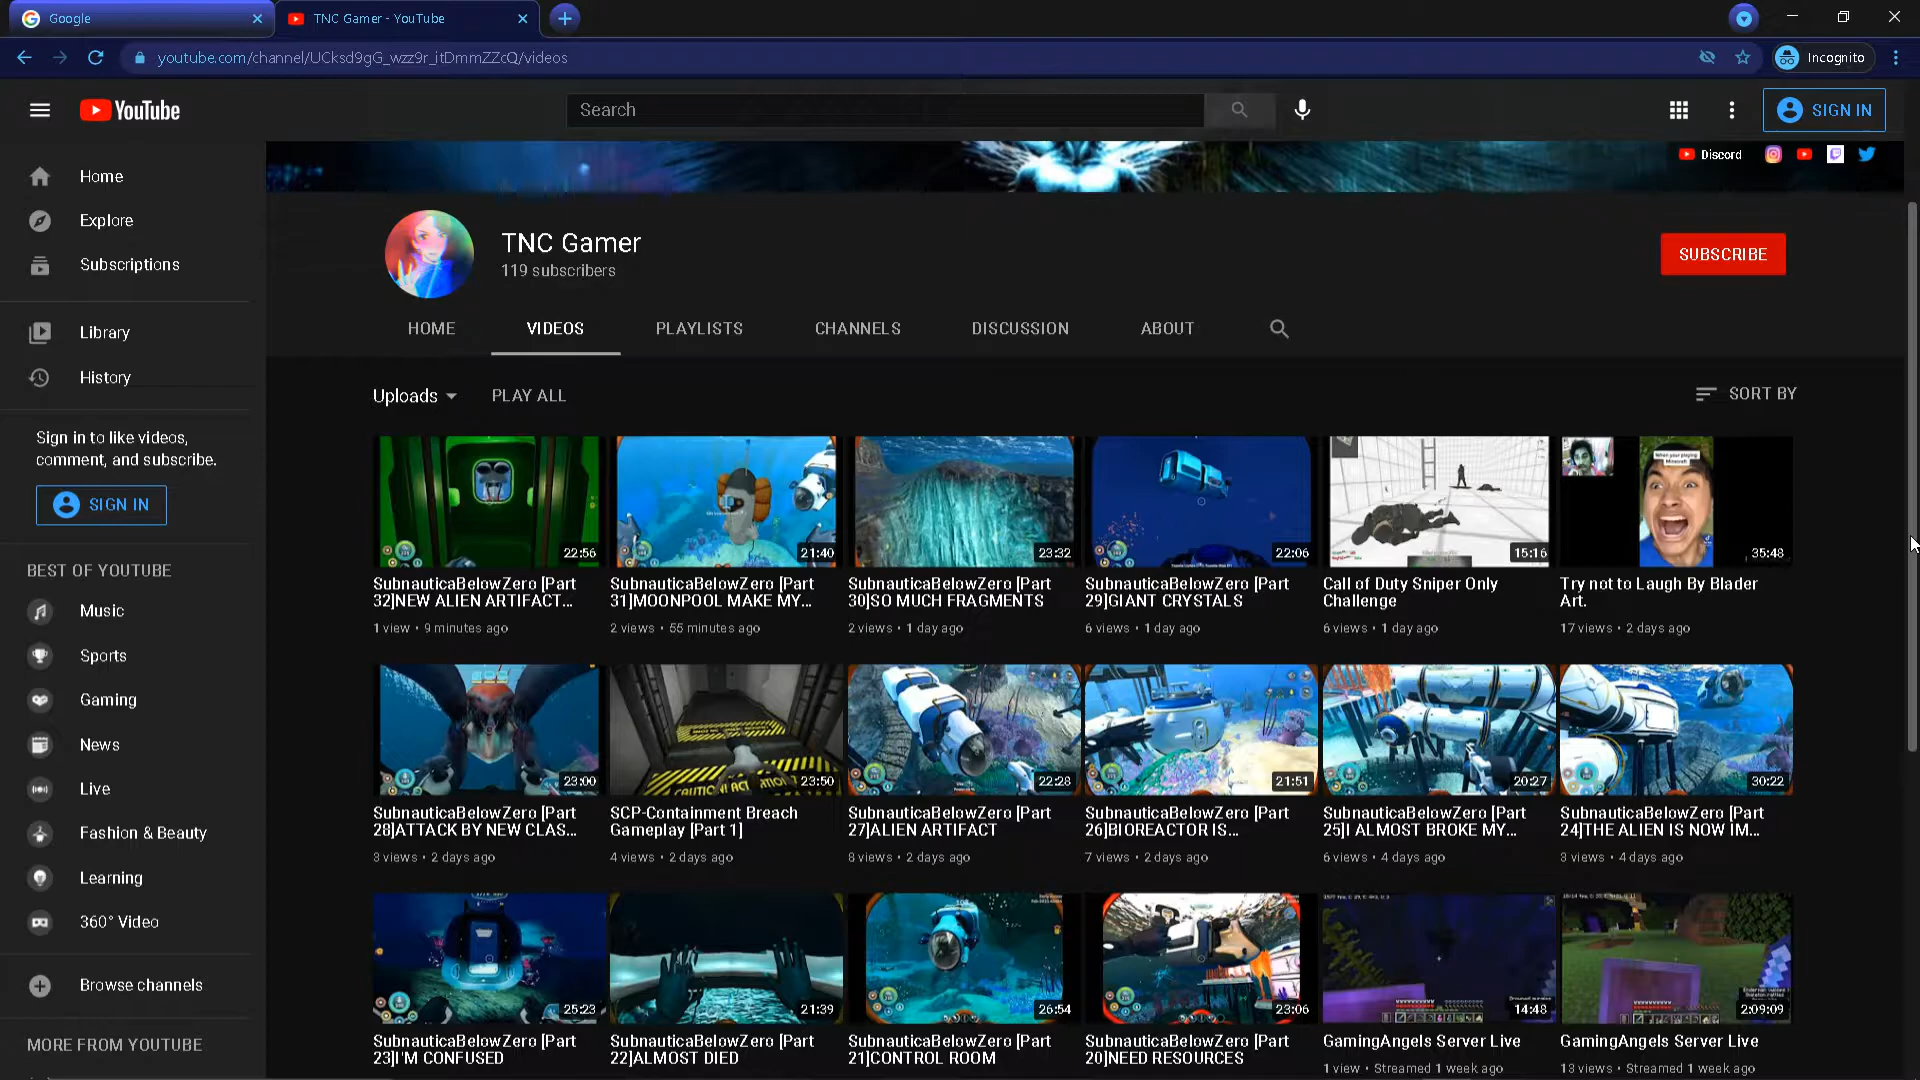 Google
TNC Gamer - YouTube
youtube.com/channel/UCksd9gG_wzz9r_itDmmZZcQ/videos
Incognito
YouTube
Search
SIGN IN
Discord
Home
Explore
Subscriptions
Library
History
Sign in to like videos,
comment, and subscribe.
SIGN IN
BEST OF YOUTUBE
Music
Sports
Gaming
News
Live
Fashion & Beauty
Learning
360° Video
Browse channels
MORE FROM YOUTUBE
TNC Gamer
119 subscribers
SUBSCRIBE
HOME
VIDEOS
PLAYLISTS
CHANNELS
DISCUSSION
ABOUT
Uploads
PLAY ALL
SORT BY
22:56
SubnauticaBelowZero [Part
32]NEW ALIEN ARTIFACT...
1 view • 9 minutes ago
21:40
SubnauticaBelowZero [Part
31]MOONPOOL MAKE MY...
2 views • 55 minutes ago
23:32
SubnauticaBelowZero [Part
30]SO MUCH FRAGMENTS
2 views • 1 day ago
22:06
SubnauticaBelowZero [Part
29]GIANT CRYSTALS
6 views • 1 day ago
15:16
Call of Duty Sniper Only
Challenge
6 views • 1 day ago
35:48
Try not to Laugh By Blader
Art.
17 views • 2 days ago
23:00
SubnauticaBelowZero [Part
28]ATTACK BY NEW CLAS...
3 views • 2 days ago
23:50
SCP-Containment Breach
Gameplay [Part 1]
4 views • 2 days ago
22:28
SubnauticaBelowZero [Part
27]ALIEN ARTIFACT
8 views • 2 days ago
21:51
SubnauticaBelowZero [Part
26]BIOREACTOR IS...
7 views • 2 days ago
20:27
SubnauticaBelowZero [Part
25]I ALMOST BROKE MY...
6 views • 4 days ago
30:22
SubnauticaBelowZero [Part
24]THE ALIEN IS NOW IM...
3 views • 4 days ago
25:23
SubnauticaBelowZero [Part
23]I'M CONFUSED
21:39
SubnauticaBelowZero [Part
22]ALMOST DIED
26:54
SubnauticaBelowZero [Part
21]CONTROL ROOM
23:06
SubnauticaBelowZero [Part
20]NEED RESOURCES
14:48
GamingAngels Server Live
1 view • Streamed 1 week ago
2:09:09
GamingAngels Server Live
13 views • Streamed 1 week ago